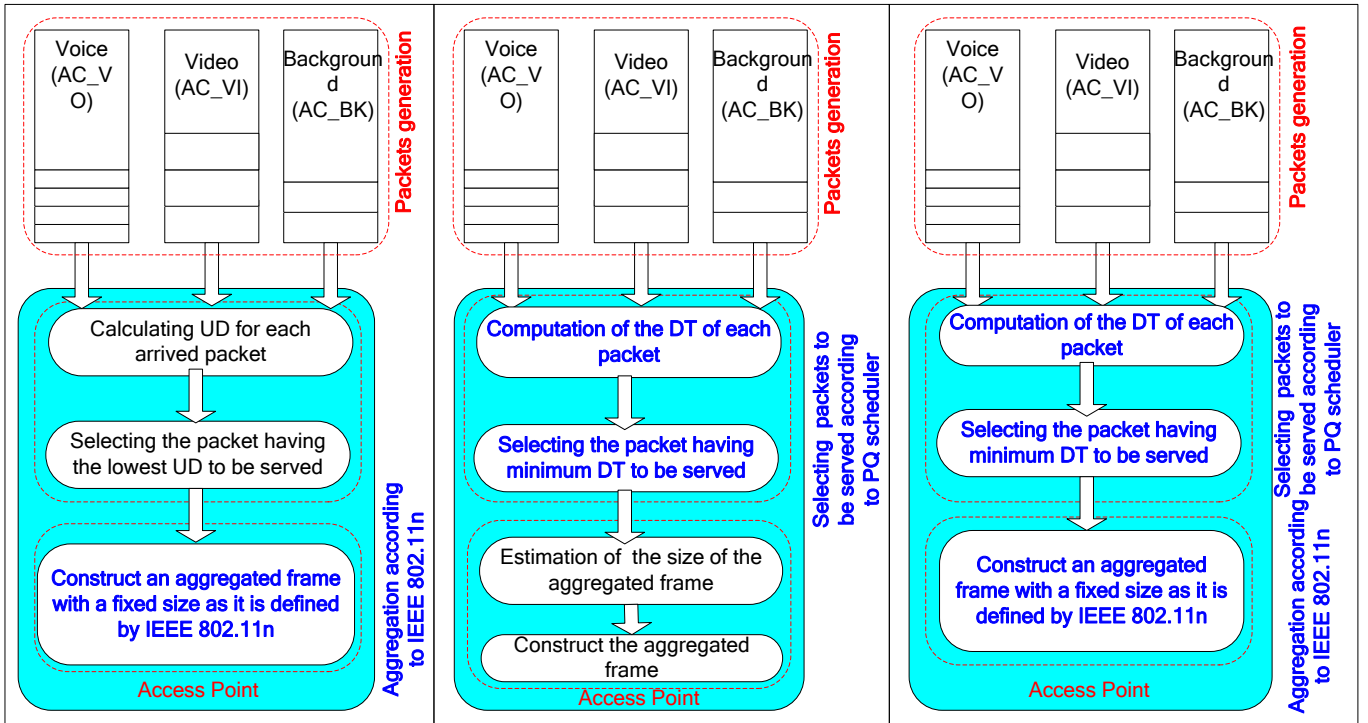 Voice
(AC_V
O)
Video
(AC_VI)
Backgroun
d
(AC_BK)
Packets generation
Calculating UD for each
arrived packet
Selecting the packet having
the lowest UD to be served
Construct an aggregated frame
with a fixed size as it is defined
by IEEE 802.11n
Aggregation according
to IEEE 802.11n
Access Point
Voice
(AC_V
O)
Video
(AC_VI)
Backgroun
d
(AC_BK)
Packets generation
Computation of the DT of each
packet
Selecting the packet having
minimum DT to be served
Selecting packets to
be served according
to PQ scheduler
Estimation of the size of the
aggregated frame
Construct the aggregated
frame
Access Point
Voice
(AC_V
O)
Video
(AC_VI)
Backgroun
d
(AC_BK)
Packets generation
Computation of the DT of each
packet
Selecting the packet having
minimum DT to be served
Selecting packets to
be served according
to PQ scheduler
Construct an aggregated
frame with a fixed size as it is
defined by IEEE 802.11n
Aggregation according
to IEEE 802.11n
Access Point